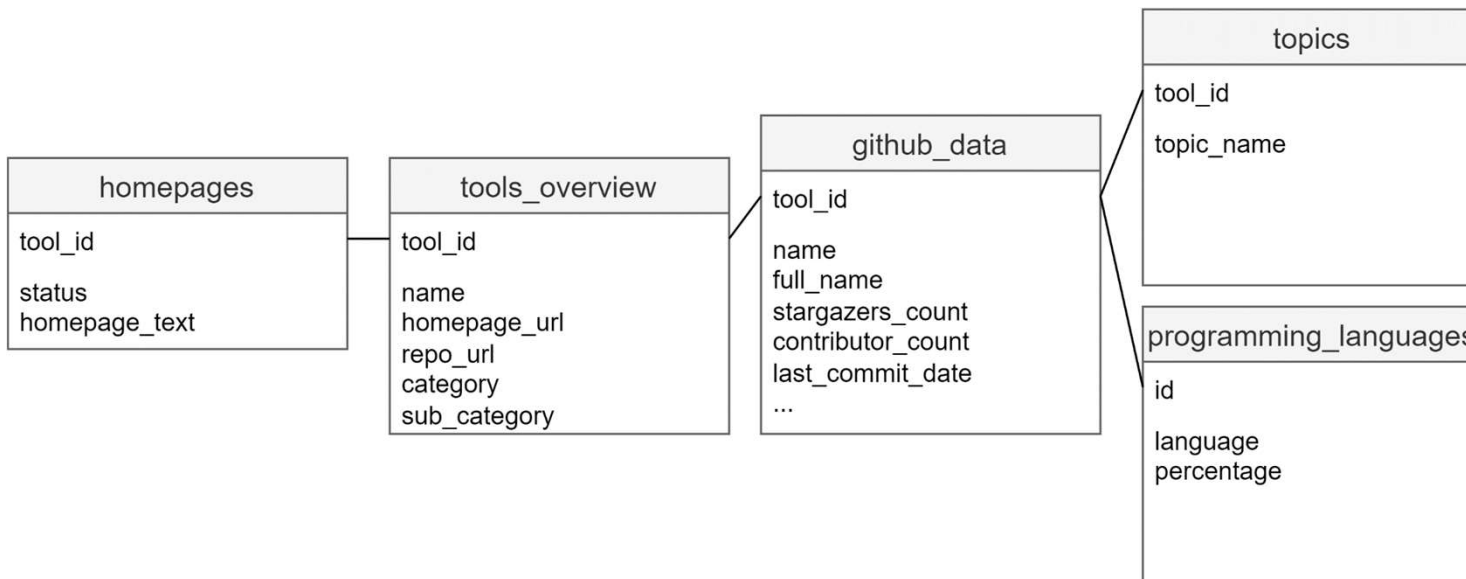 homepages
tool_id
status
homepage_text
tools_overview
tool_id
name
homepage_url
repo_url
category
sub_category
github_data
tool_id
name
full_name
stargazers_count
contributor_count
last_commit_date
...
topics
tool_id
topic_name
programming_languages
id
language
percentage